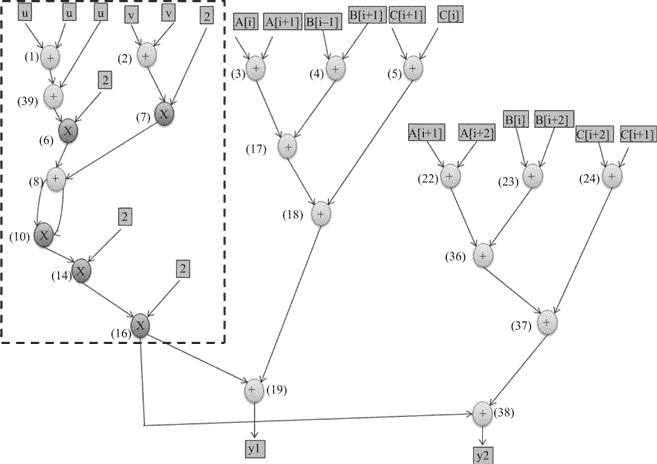 u u u v v 2
A[i] A[i+1] B[i–1] B[i+1] C[i+1] C[i]
(1) + (2) + (3) + (4) + (5) +
(39) + 2
(6) X (7) X
A[i+1] A[i+2] B[i] B[i+2] C[i+2] C[i+1]
(17) +
(8) + (22) + (23) + (24) +
(18) +
(10) X 2
(14) X 2 (36) +
(16) X (37) +
+ (19) + (38)
y1 y2